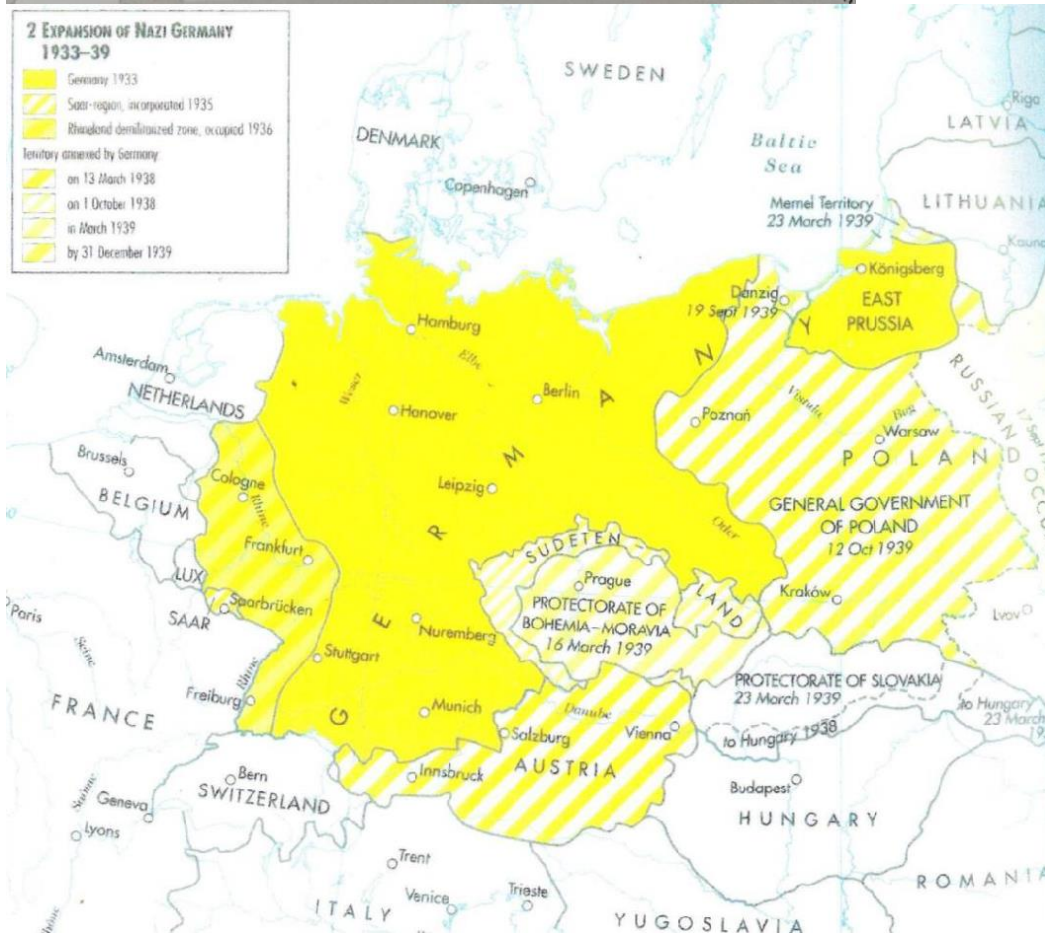 2 EXPANSION OF NAZI GERMANY
1933–39
Germany 1933
Saar-region, incorporated 1935
Rhineland demilitarized zone, occupied 1936
Territory annexed by Germany
on 13 March 1938
on 1 October 1938
in March 1939
by 31 December 1939
SWEDEN
Riga
LATVIA
DENMARK
Baltic
Sea
Copenhagen
Memel Territory
23 March 1939
LITHUANIA
Königsberg
EAST
PRUSSIA
Danzig
19 Sept 1939
Hamburg
Elbe
Amsterdam
NETHERLANDS
Weser
Hanover
Berlin
Poznań
Vistula
Bug
Warsaw
RUSSIAN
POLAND
Brussels
BELGIUM
Cologne
Rhine
Leipzig
GERMANY
Oder
GENERAL GOVERNMENT
OF POLAND
12 Oct 1939
Frankfurt
LUX
SUDETEN-
LAND
Prague
PROTECTORATE OF
BOHEMIA–MORAVIA
16 March 1939
Kraków
Lvov
Paris
Seine
Saarbrücken
SAAR
Nuremberg
Stuttgart
PROTECTORATE OF SLOVAKIA
23 March 1939
to Hungary
23 March
FRANCE
Rhine
Freiburg
Munich
Danube
Salzburg
Vienna
to Hungary 1938
Innsbruck
AUSTRIA
Bern
SWITZERLAND
Budapest
HUNGARY
Geneva
Lyons
Trent
Venice
Trieste
ITALY
YUGOSLAVIA
ROMANIA